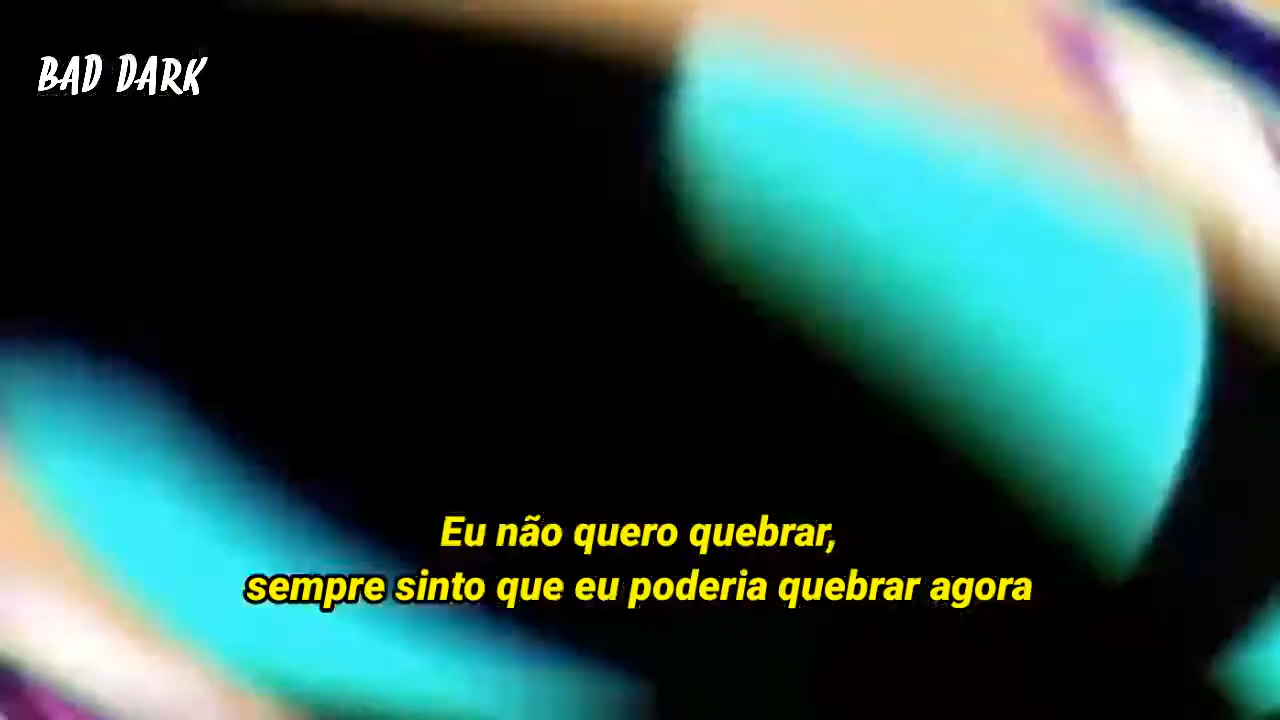 BAD DARK
Eu não quero quebrar,
sempre sinto que eu poderia quebrar agora